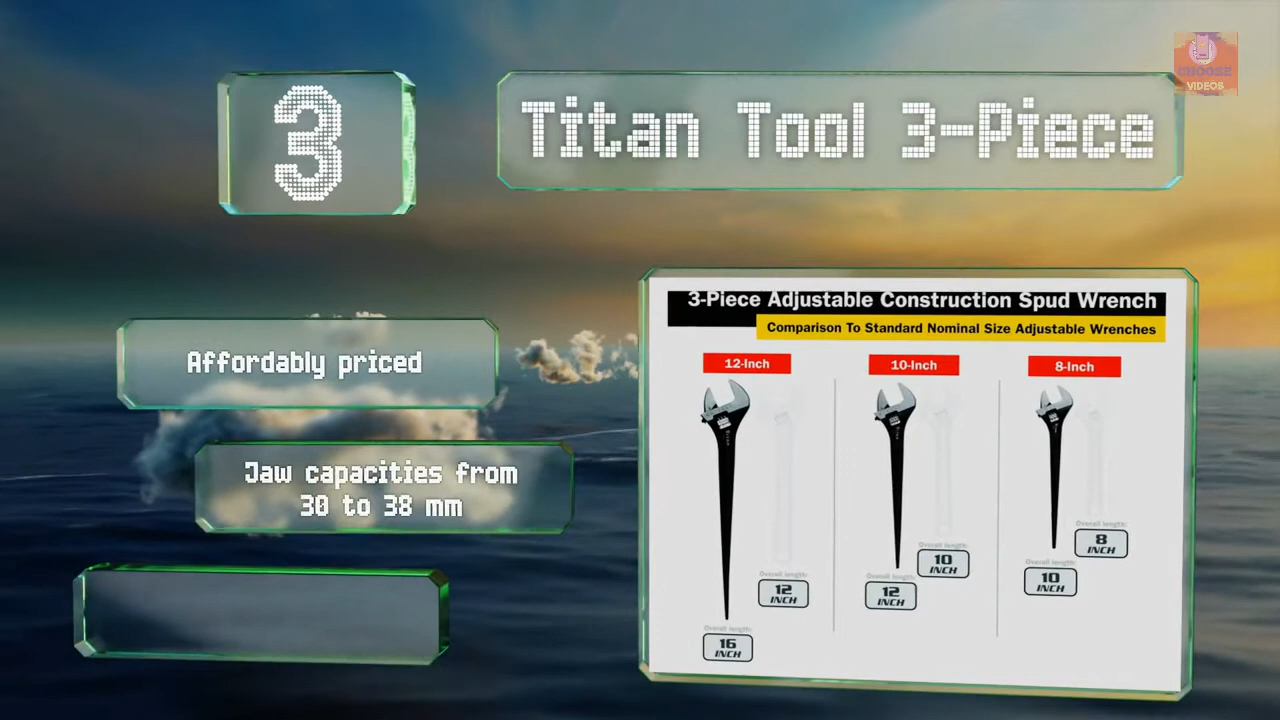 CHOOSE
VIDEOS
3
Titan Tool 3-Piece
Affordably priced
Jaw capacities from
30 to 38 mm
3-Piece Adjustable Construction Spud Wrench
Comparison To Standard Nominal Size Adjustable Wrenches
12-Inch
10-Inch
8-Inch
Overall length:
12
INCH
Overall length:
16
INCH
Overall length:
10
INCH
Overall length:
12
INCH
Overall length:
8
INCH
Overall length:
10
INCH